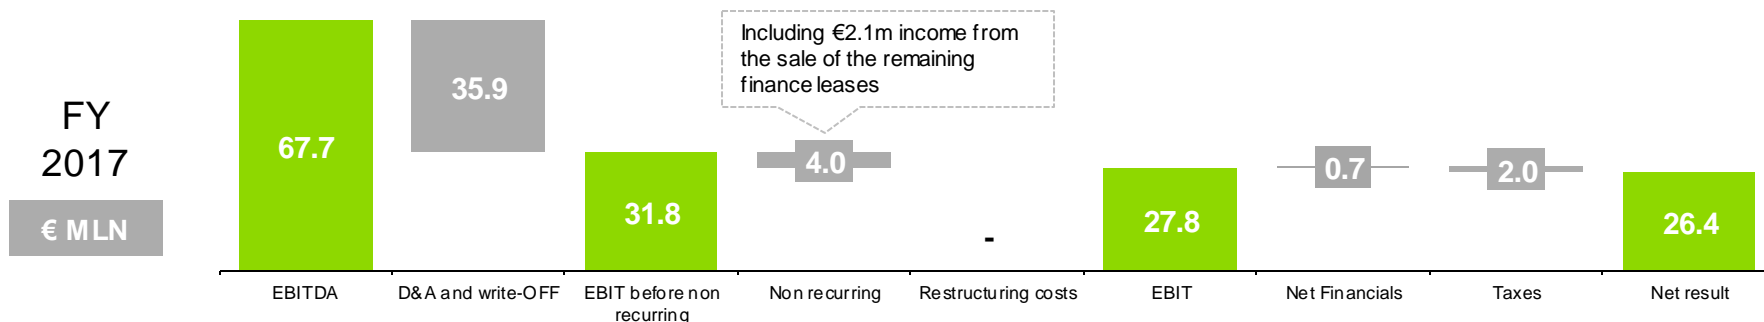 Including €2.1m income from
the sale of the remaining
finance leases
FY
2017
€ MLN
67.7
35.9
31.8
4.0
-
27.8
0.7
2.0
26.4
EBITDA
D&A and write-OFF
EBIT before non
recurring
Non recurring
Restructuring costs
EBIT
Net Financials
Taxes
Net result